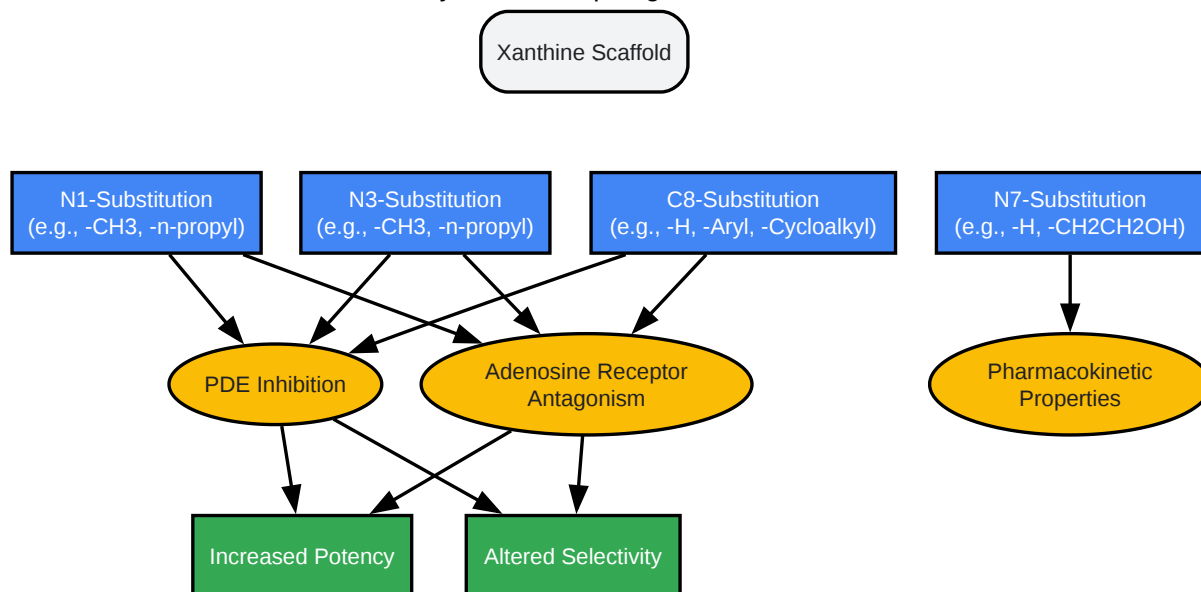 Xanthine Scaffold
N1-Substitution
(e.g., -CH3, -n-propyl)
N3-Substitution
(e.g., -CH3, -n-propyl)
C8-Substitution
(e.g., -H, -Aryl, -Cycloalkyl)
N7-Substitution
(e.g., -H, -CH2CH2OH)
PDE Inhibition
Adenosine Receptor
Antagonism
Pharmacokinetic
Properties
Increased Potency
Altered Selectivity